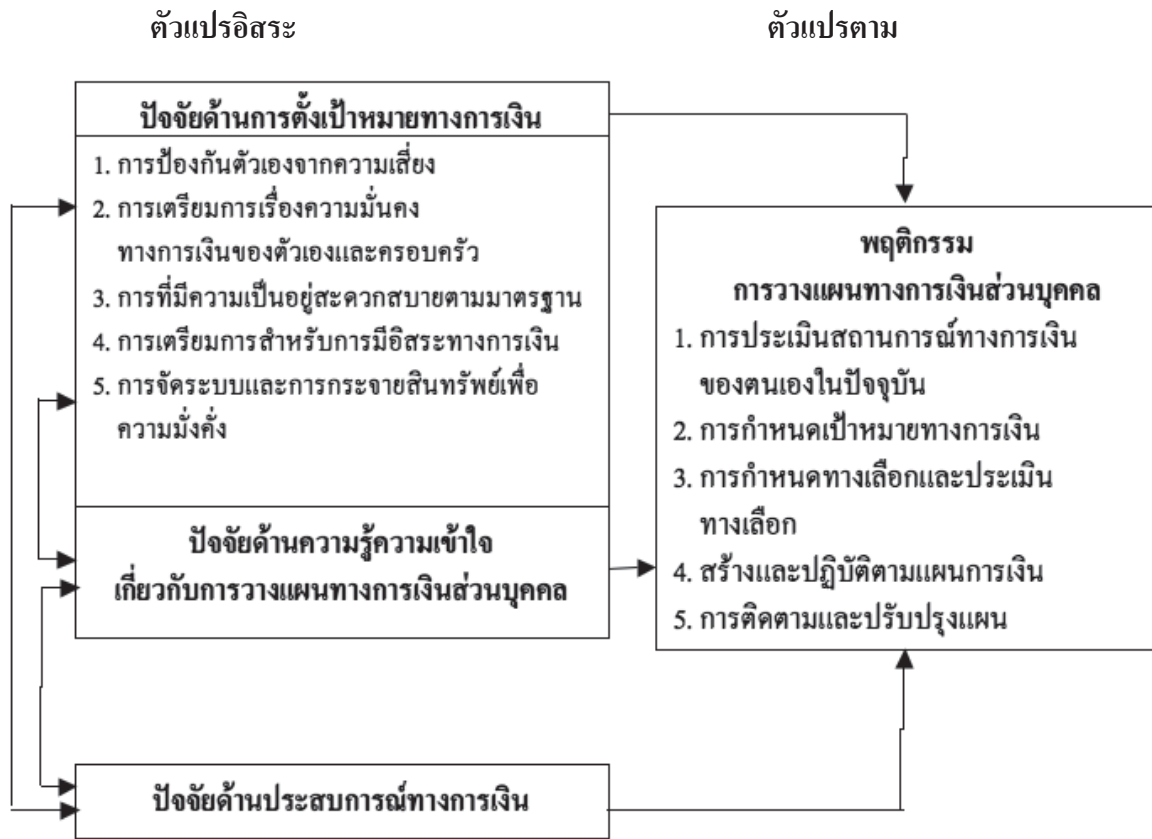 ตัวแปรอิสระ
ตัวแปรตาม
ปัจจัยด้านการตั้งเป้าหมายทางการเงิน
1. การป้องกันตัวเองจากความเสี่ยง
2. การเตรียมการเรื่องความมั่นคง
ทางการเงินของตัวเองและครอบครัว
3. การที่มีความเป็นอยู่สะดวกสบายตามมาตรฐาน
4. การเตรียมการสำหรับการมีอิสระทางการเงิน
5. การจัดระบบและการกระจายสินทรัพย์เพื่อ
ความมั่งคั่ง
ปัจจัยด้านความรู้ความเข้าใจ
เกี่ยวกับการวางแผนทางการเงินส่วนบุคคล
ปัจจัยด้านประสบการณ์ทางการเงิน
พฤติกรรม
การวางแผนทางการเงินส่วนบุคคล
1. การประเมินสถานการณ์ทางการเงิน
ของตนเองในปัจจุบัน
2. การกำหนดเป้าหมายทางการเงิน
3. การกำหนดทางเลือกและประเมิน
ทางเลือก
4. สร้างและปฏิบัติตามแผนการเงิน
5. การติดตามและปรับปรุงแผน